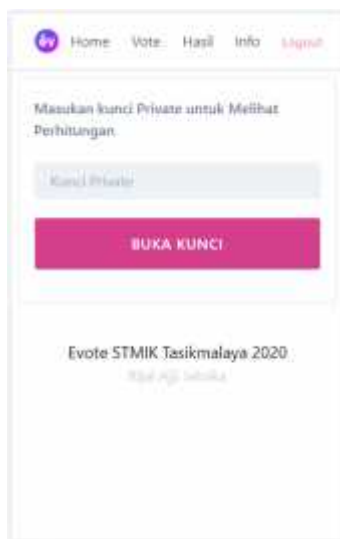 Home Vote Hasil Info Logout
Masukan kunci Private untuk Melihat
Perhitungan
Kunci Private
BUKA KUNCI
Evote STMIK Tasikmalaya 2020